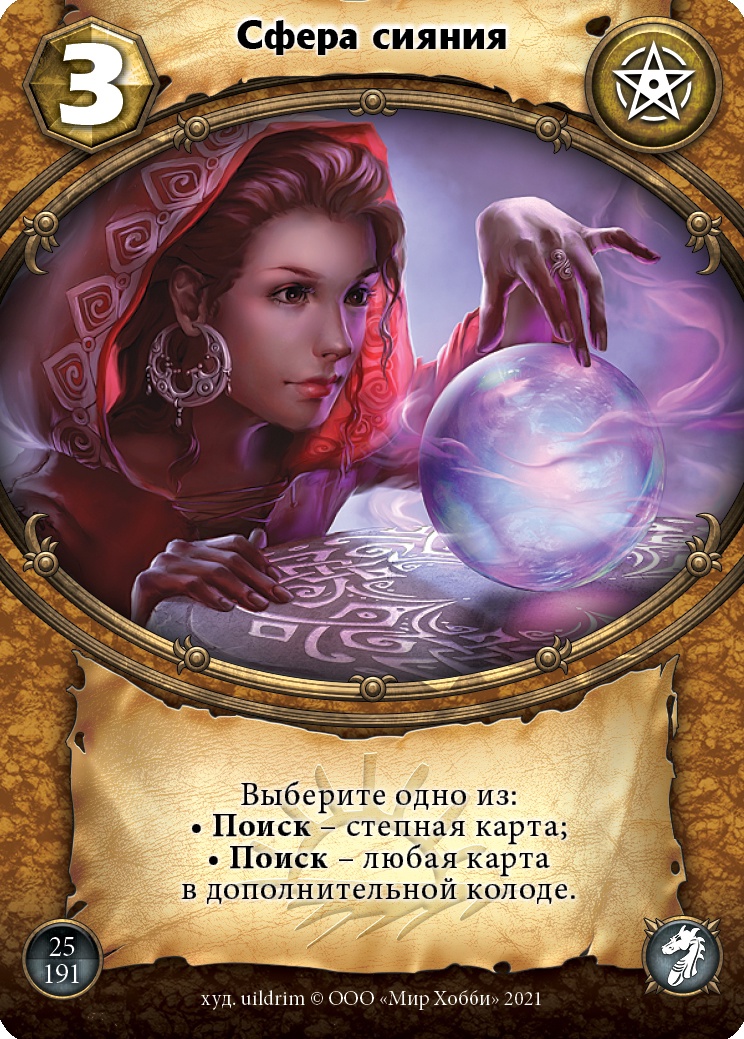 Сфера сияния
3
Выберите одно из:
• Поиск – степная карта;
• Поиск – любая карта
в дополнительной колоде.
25
191
худ. uildrim © ООО «Мир Хобби» 2021